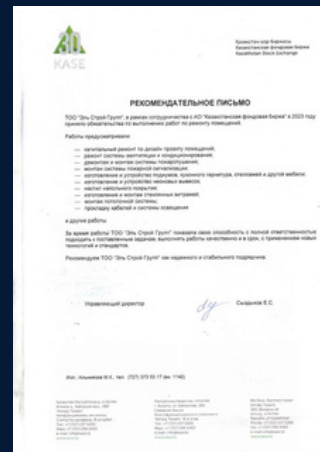 30
KASE
Қазақстан қор биржасы
Казахстанская фондовая биржа
Kazakhstan Stock Exchange
РЕКОМЕНДАТЕЛЬНОЕ ПИСЬМО
ТОО "Эль Строй Групп", в рамках сотрудничества с АО "Казахстанская фондовая биржа" в 2023 году
приняло обязательства по выполнению работ по ремонту помещений.
Работы предусматривали:
— капитальный ремонт по дизайн проекту помещений;
— ремонт системы вентиляции и кондиционирования;
— демонтаж и монтаж системы пожаротушения;
— монтаж системы пожарной сигнализации;
— изготовление и устройство подиумов, кухонного гарнитура, стеллажей и другой мебели;
— изготовление и устройство неоновых вывесок;
— настил напольного покрытия;
— изготовление и монтаж стеклянных витражей;
— монтаж потолочной системы;
— прокладку кабелей и системы освещения
и другие работы.
За время работы ТОО "Эль Строй Групп" показала свою способность с полной ответственностью
подходить к поставленным задачам, выполнять работы качественно и в срок, с применением новых
технологий и стандартов.
Рекомендуем ТОО "Эль Строй Групп" как надежного и стабильного подрядчика.
Управляющий директор
Сыздыков Е.С.